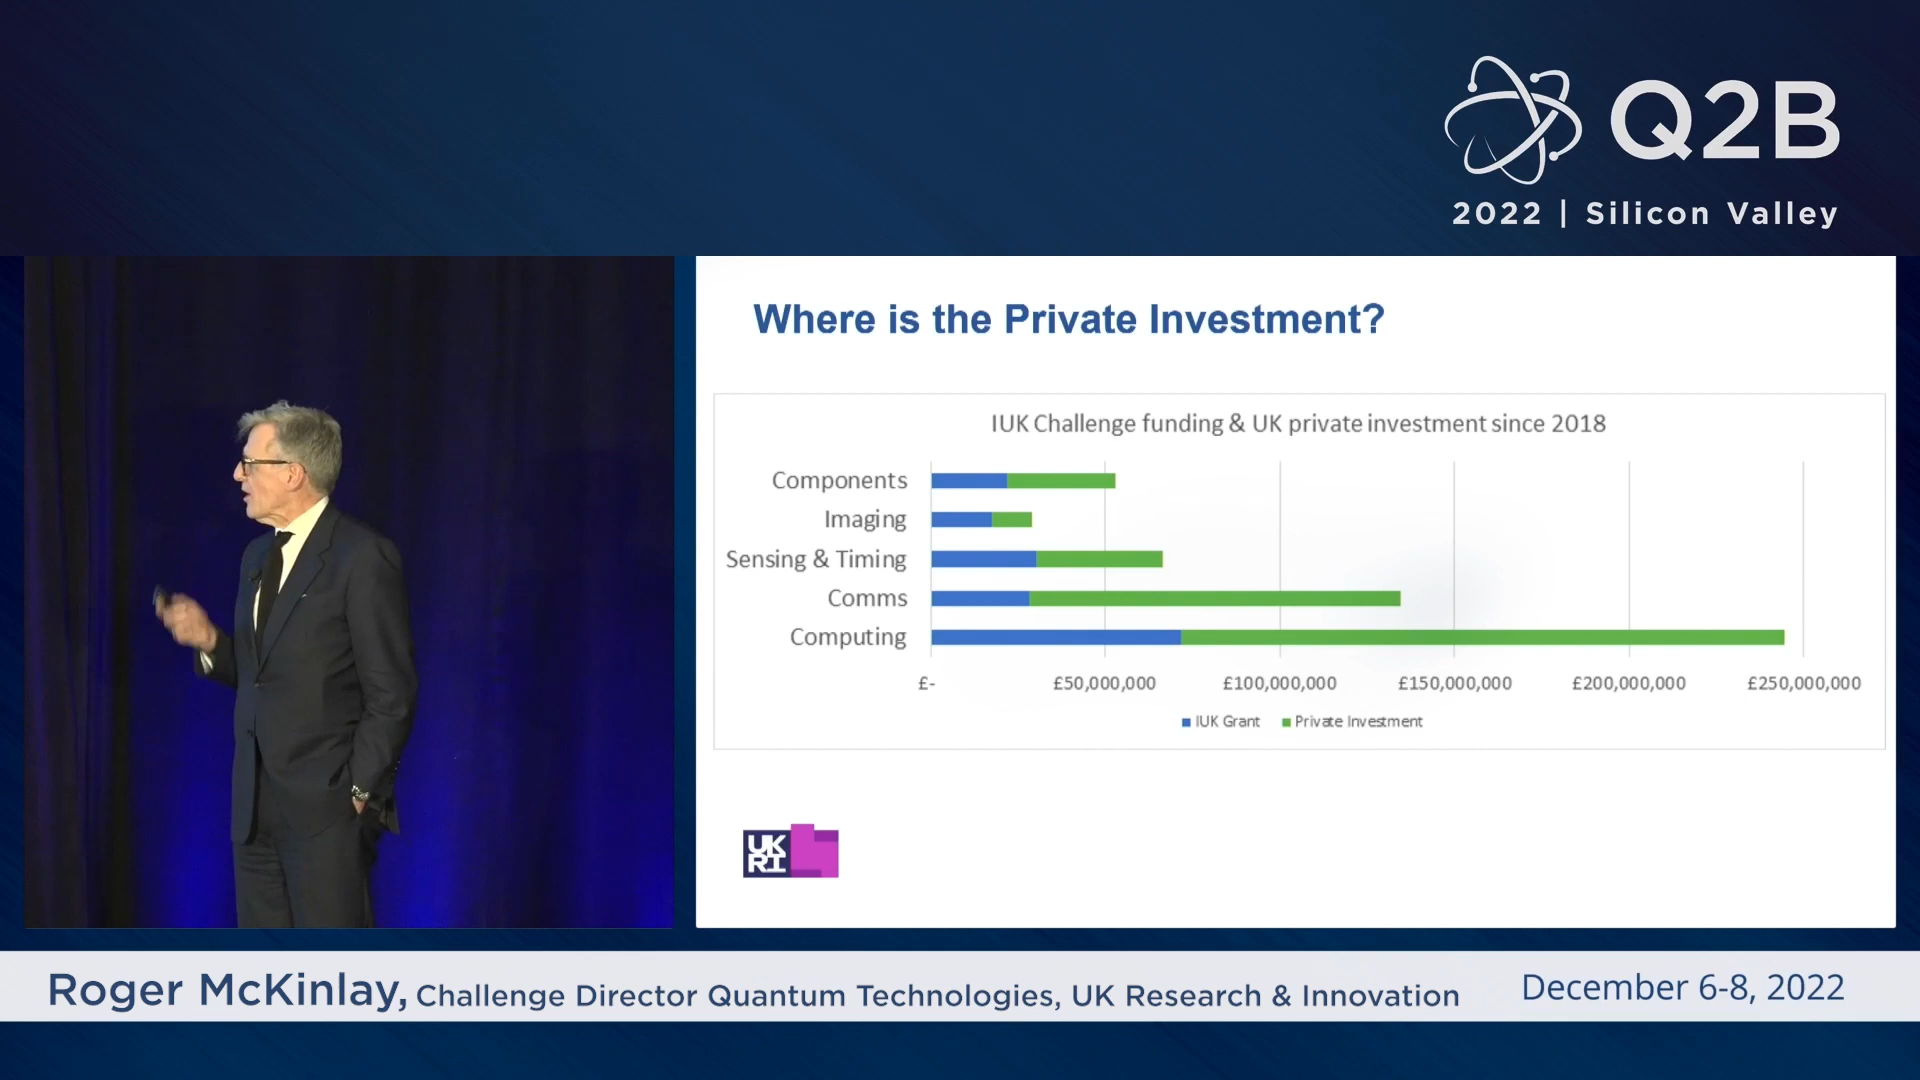 Q2B
2022 | Silicon Valley
Where is the Private Investment?
IUK Challenge funding & UK private investment since 2018
Components
Imaging
Sensing & Timing
Comms
Computing
£- £50,000,000 £100,000,000 £150,000,000 £200,000,000 £250,000,000
IUK Grant Private Investment
UK
RI
Roger McKinlay, Challenge Director Quantum Technologies, UK Research & Innovation December 6-8, 2022